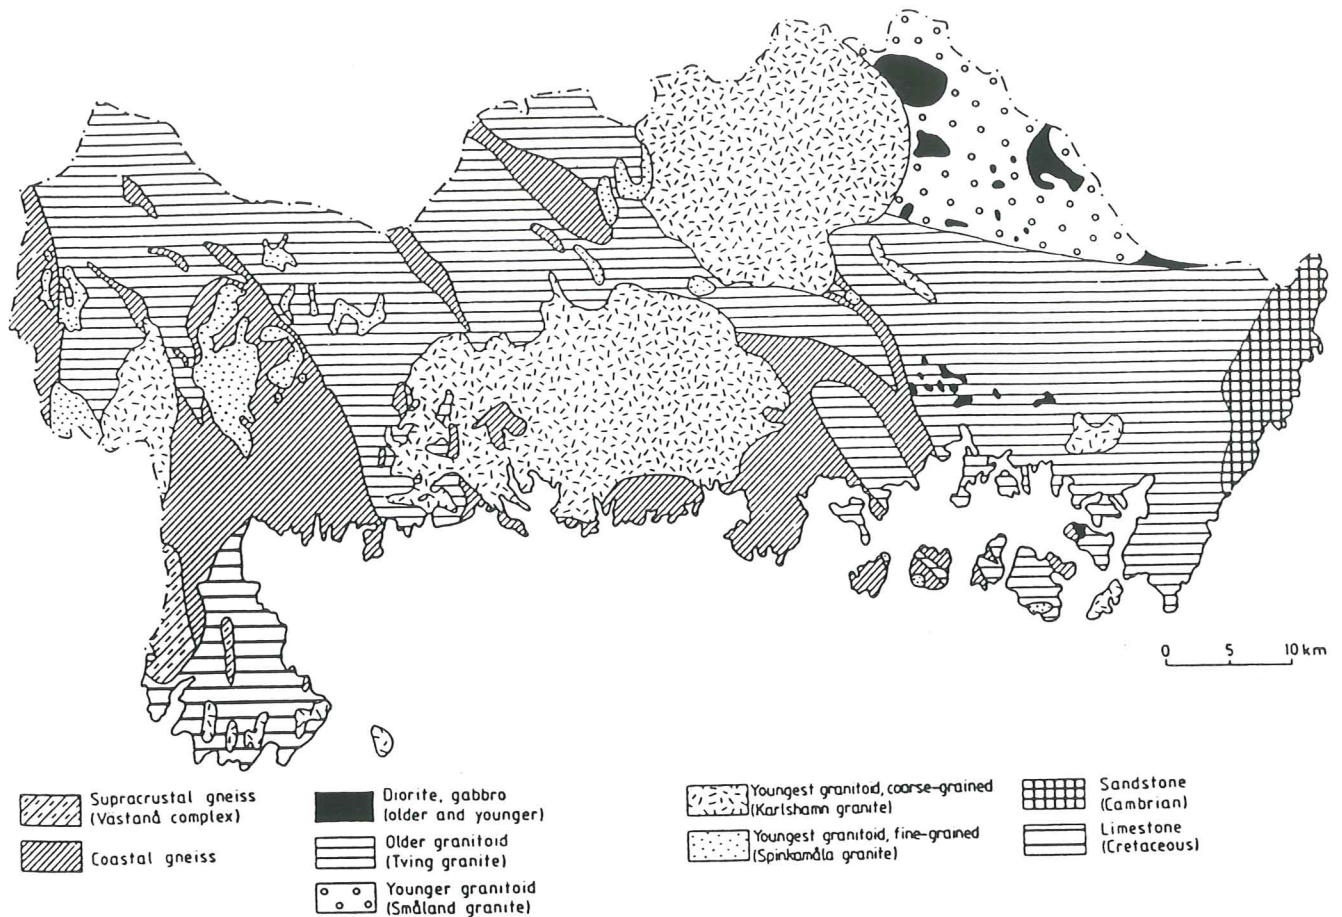 0 5 10 km
Supracrustal gneiss
(Västanå complex)
Coastal gneiss
Diorite, gabbro
(older and younger)
Older granitoid
(Tving granite)
Younger granitoid
(Småland granite)
Youngest granitoid, coarse-grained
(Karlshamn granite)
Youngest granitoid, fine-grained
(Spinkamåla granite)
Sandstone
(Cambrian)
Limestone
(Cretaceous)